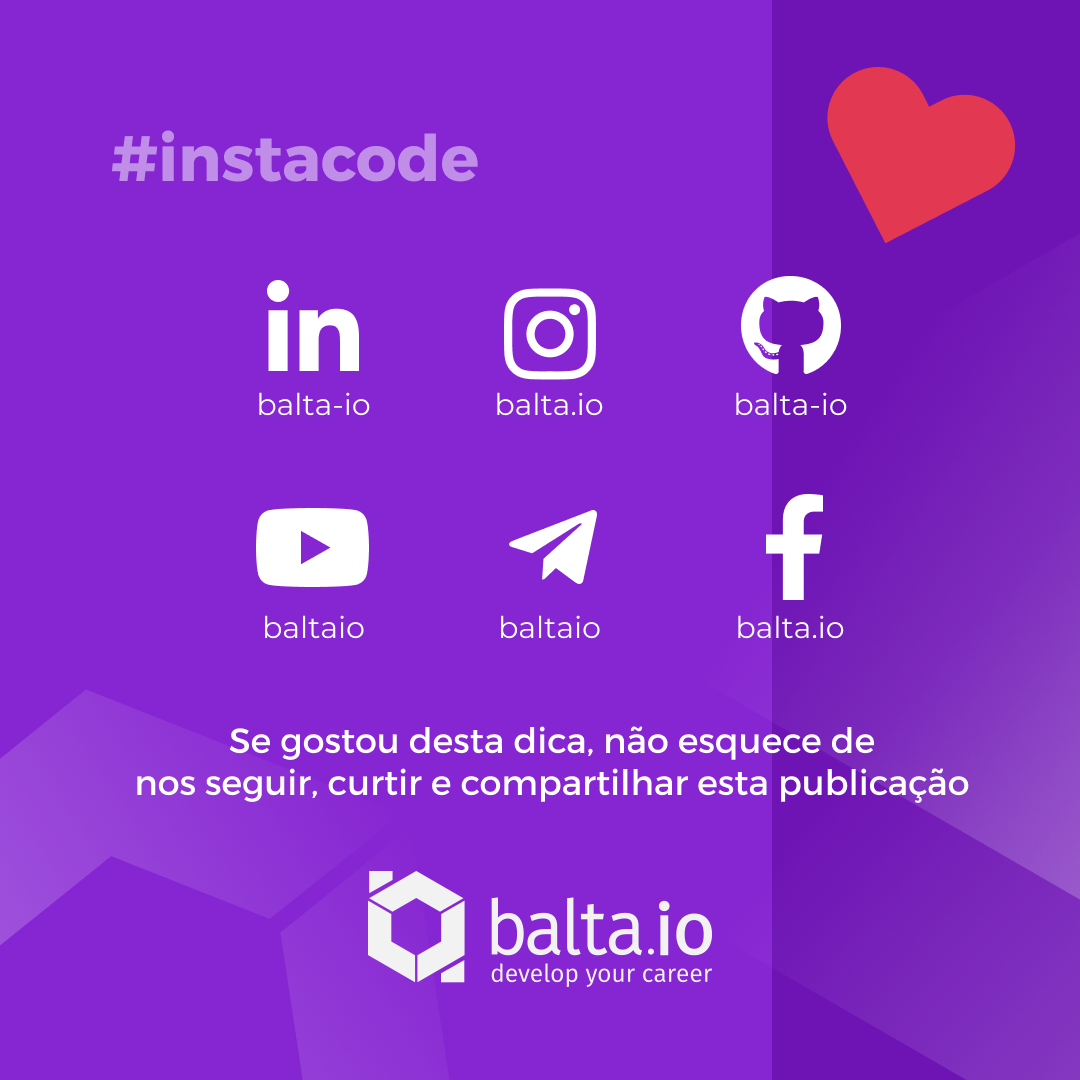 #instacode
in
balta-io
balta.io
balta-io
baltaio
baltaio
balta.io
Se gostou desta dica, não esquece de
nos seguir, curtir e compartilhar esta publicação
balta.io
develop your career